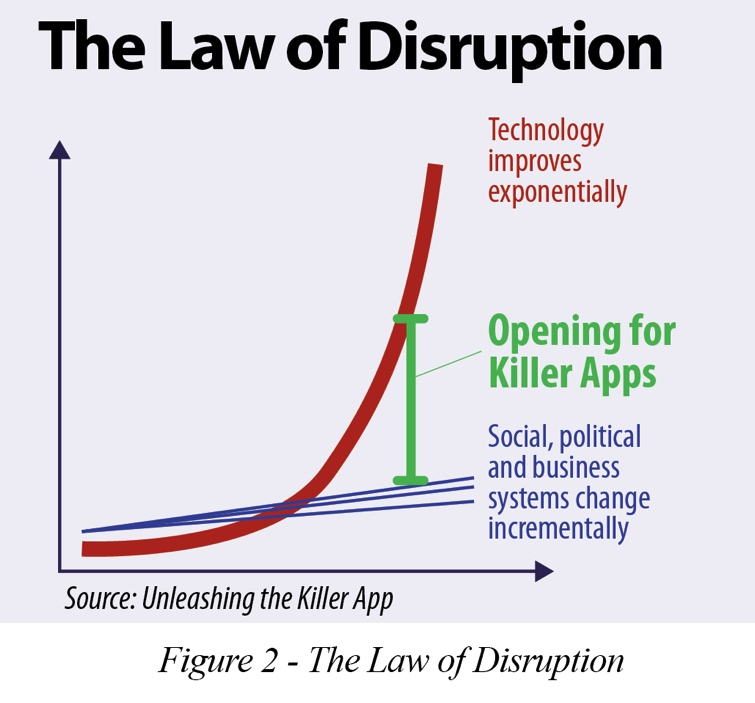 The Law of Disruption
Technology
improves
exponentially
Opening for
Killer Apps
Social, political
and business
systems change
incrementally
Source: Unleashing the Killer App
Figure 2 - The Law of Disruption